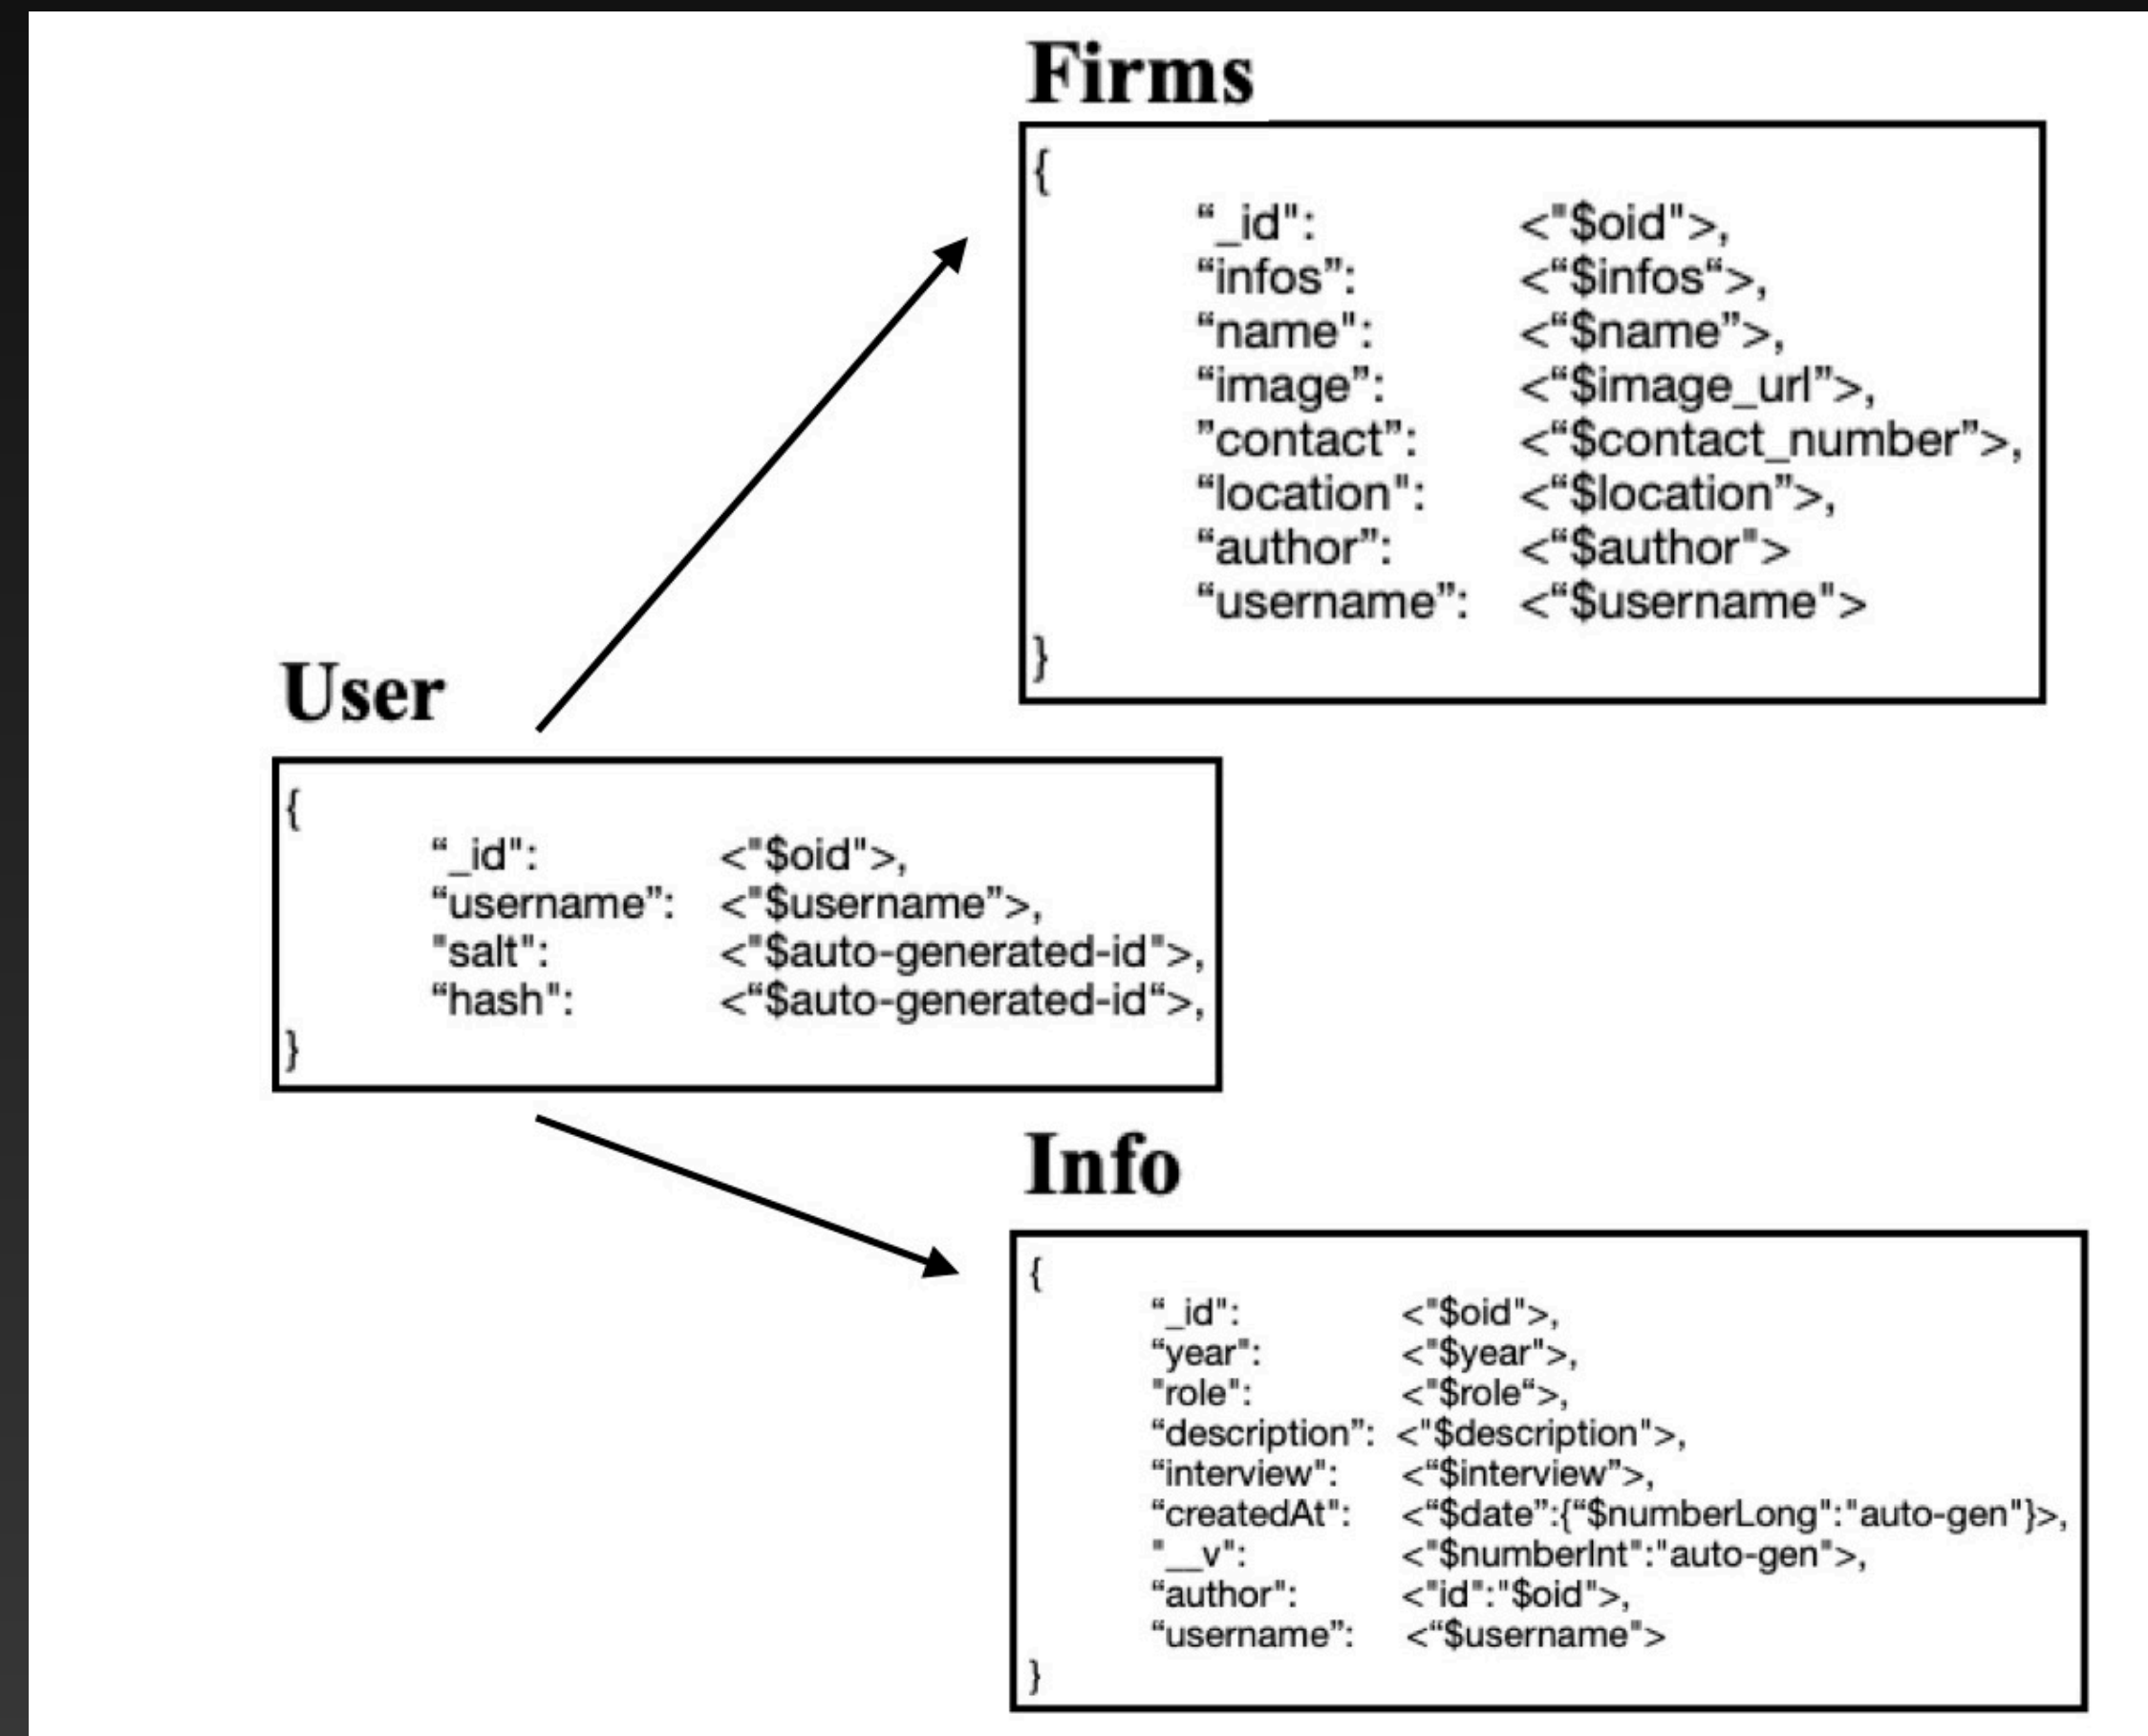 Firms
{
“_id": <"$oid">,
“infos”: <“$infos“>,
“name": <“$name”>,
“image”: <“$image_url”>,
”contact”: <“$contact_number”>,
“location": <“$location”>,
“author”: <“$author">
“username”: <“$username">
}
User
{
“_id": <"$oid">,
“username”: <"$username”>,
"salt": <"$auto-generated-id">,
“hash": <“$auto-generated-id“>,
}
Info
{
“_id": <"$oid">,
“year": <"$year">,
"role": <"$role“>,
“description”: <"$description">,
“interview": <“$interview”>,
“createdAt": <“$date”:{“$numberLong":"auto-gen"}>,
"__v": <"$numberInt":"auto-gen">,
“author": <"id":"$oid">,
“username”: <“$username">
}